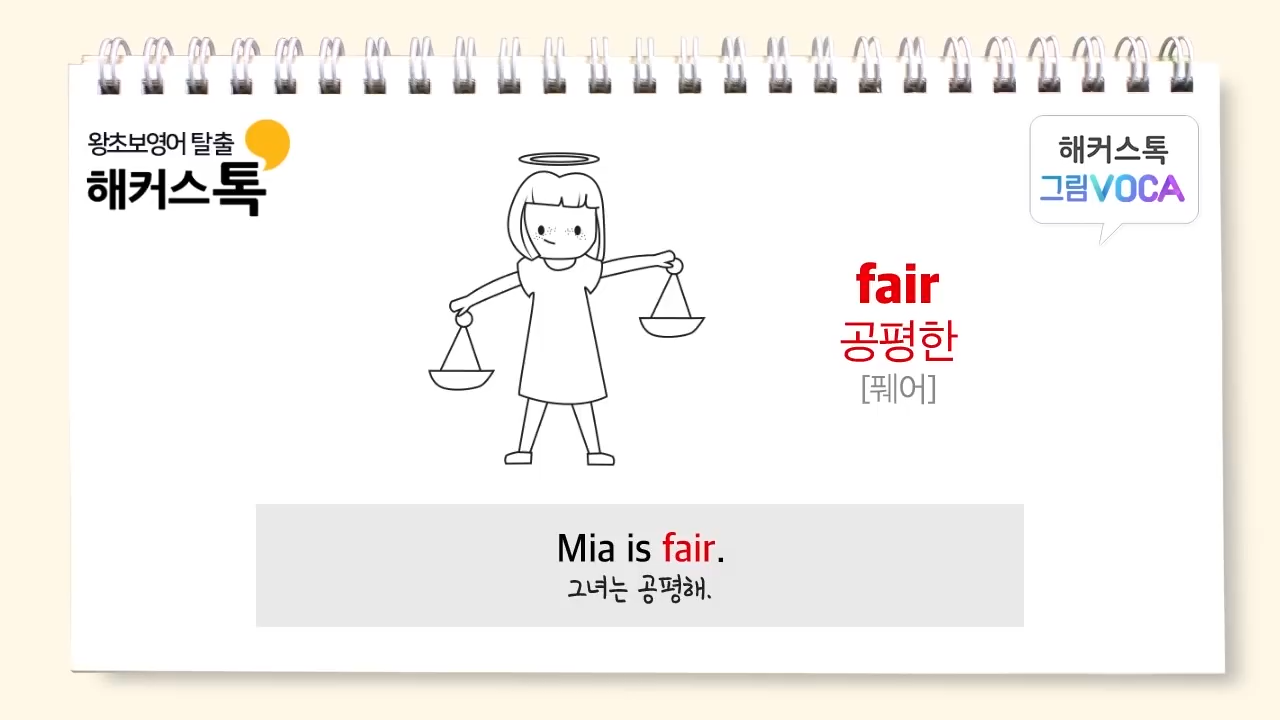 왕초보영어 탈출
해커스톡
해커스톡
그림VOCA
fair
공평한
[풰어]
Mia is fair.
그녀는 공평해.